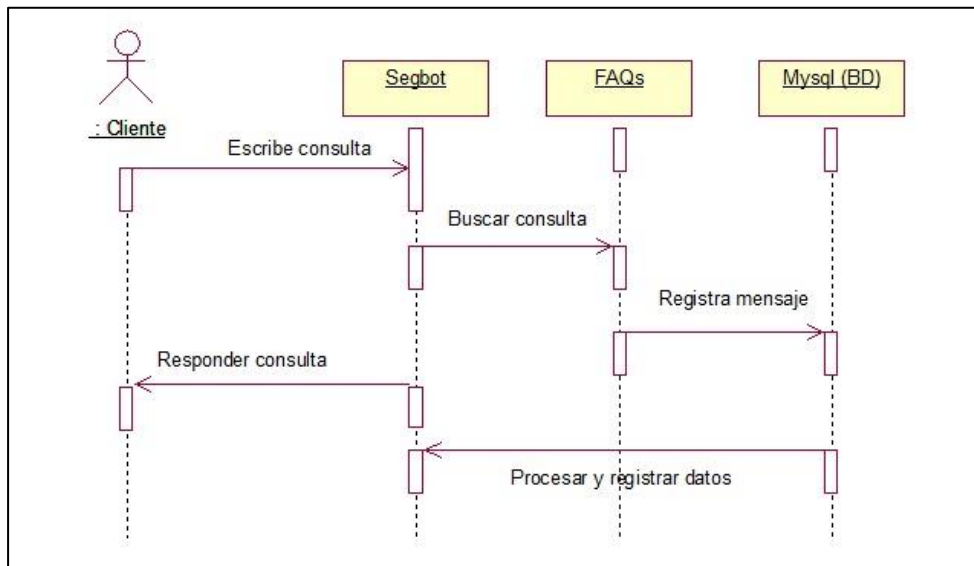 Segbot
FAQs
Mysql (BD)
: Cliente
Escribe consulta
Buscar consulta
Registra mensaje
Responder consulta
Procesar y registrar datos